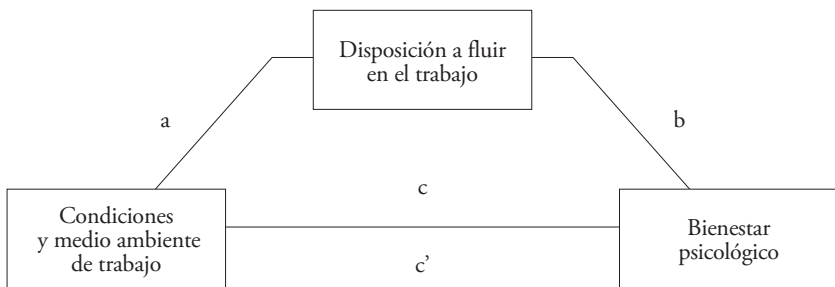 Disposición a fluir
en el trabajo
a
b
c
Condiciones
y medio ambiente
de trabajo
Bienestar
psicológico
c’